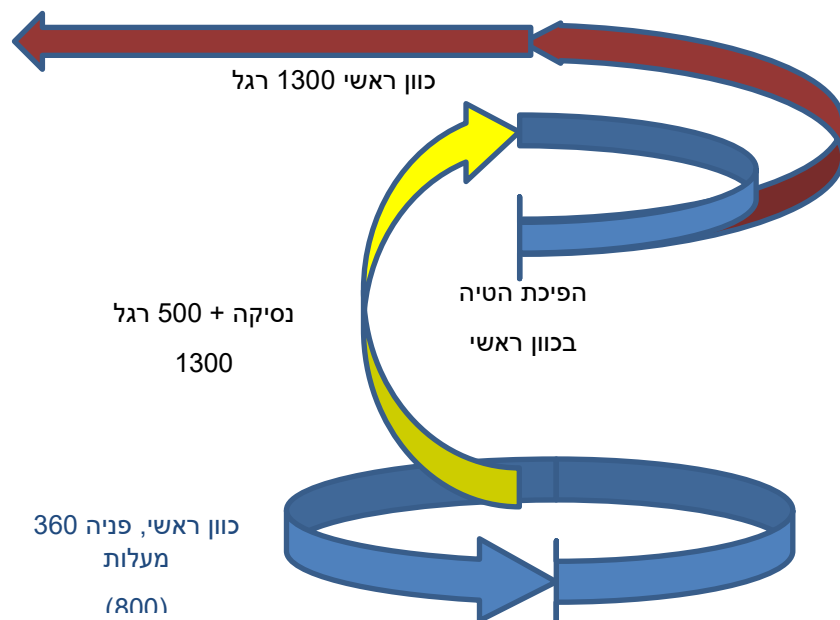 כוון ראשי 1300 רגל
הפיכת הטיה
בכוון ראשי
נסיקה + 500 רגל
1300
כוון ראשי, פניה 360
מעלות
(800)